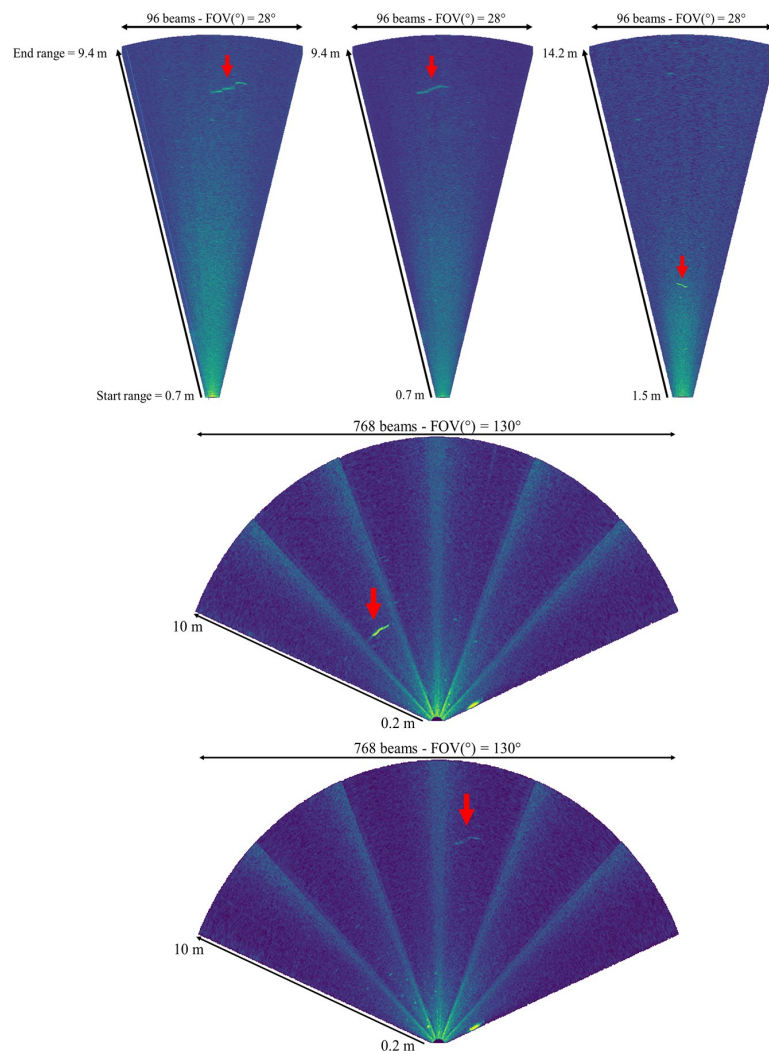 96 beams - FOV(°) = 28°
96 beams - FOV(°) = 28°
96 beams - FOV(°) = 28°
End range = 9.4 m
9.4 m
14.2 m
Start range = 0.7 m
0.7 m
1.5 m
768 beams - FOV(°) = 130°
10 m
0.2 m
768 beams - FOV(°) = 130°
10 m
0.2 m